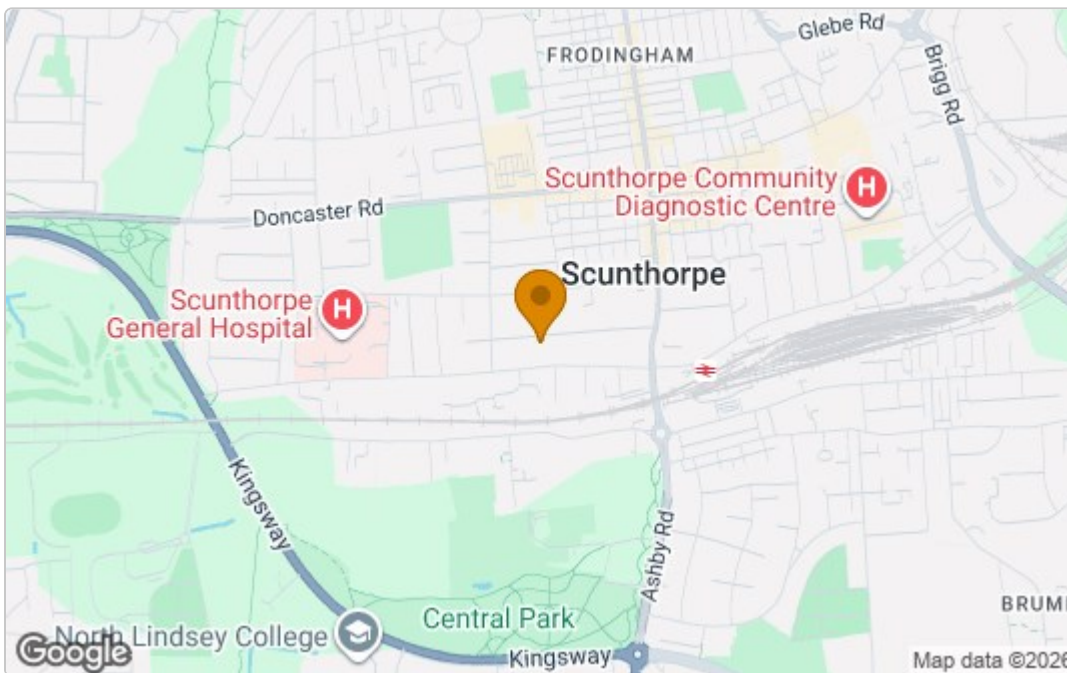 Glebe Rd
FRODINGHAM
Brigg Rd
Scunthorpe Community
Diagnostic Centre
H
Doncaster Rd
Scunthorpe
Scunthorpe
General Hospital
H
Kingsway
Ashby Rd
BRUM
Central Park
North Lindsey College
Kingsway
Google
Map data ©2026